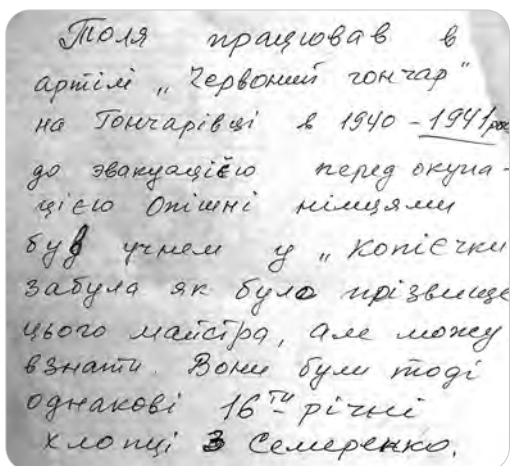 Толя працював в
артілі „Червоний гончар"
на Гончарівці в 1940 - 1941 рос
до эвакуацією перед окупа-
цією Опішні німцями
був учнем у „Копієчки
забула як було прізвище
цього майстра, але можу
взнати. Вони були тоді
однакові 16ти річні
хлопці з Семеренко.